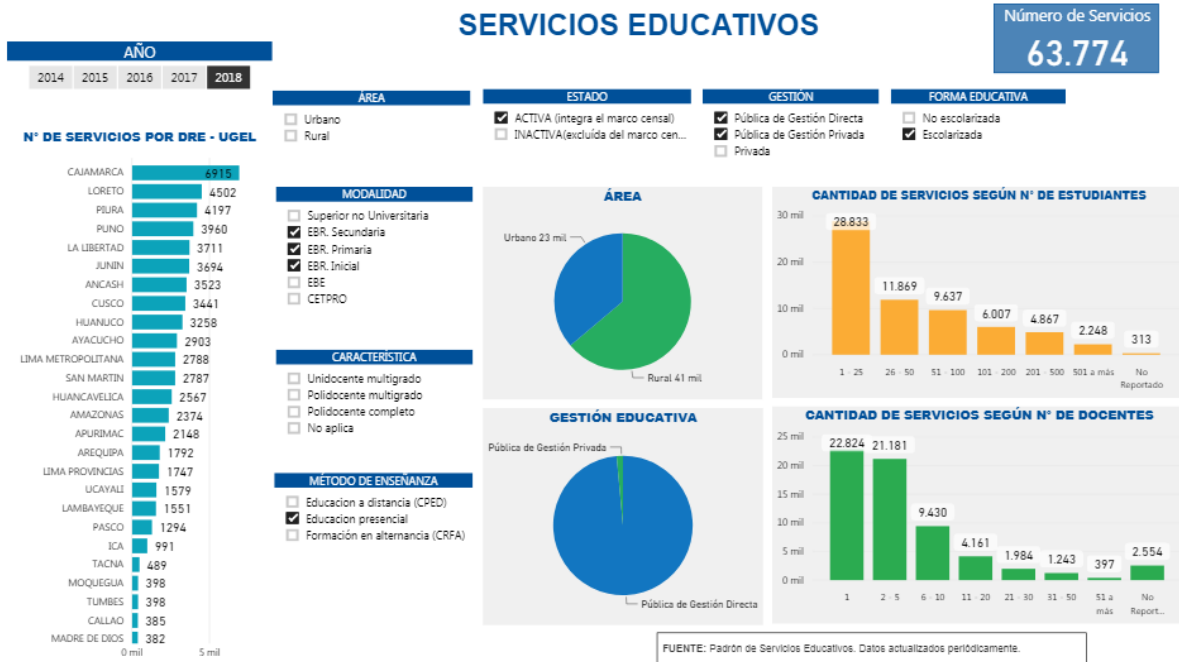 SERVICIOS EDUCATIVOS
Número de Servicios
63.774
AÑO
2014 2015 2016 2017 2018
N° DE SERVICIOS POR DRE - UGEL
CAJAMARCA 6915
LORETO 4502
PIURA 4197
PUNO 3960
LA LIBERTAD 3711
JUNIN 3694
ANCASH 3523
CUSCO 3441
HUANUCO 3258
AYACUCHO 2903
LIMA METROPOLITANA 2788
SAN MARTIN 2787
HUANCAVELICA 2567
AMAZONAS 2374
APURIMAC 2148
AREQUIPA 1792
LIMA PROVINCIAS 1747
UCAYALI 1579
LAMBAYEQUE 1551
PASCO 1294
ICA 991
TACNA 489
MOQUEGUA 398
TUMBES 398
CALLAO 385
MADRE DE DIOS 382
0 mil 5 mil
ÁREA
Urbano
Rural
ESTADO
ACTIVA (integra el marco censal)
INACTIVA(excluída del marco cen...
GESTIÓN
Pública de Gestión Directa
Pública de Gestión Privada
Privada
FORMA EDUCATIVA
No escolarizada
Escolarizada
MODALIDAD
Superior no Universitaria
EBR. Secundaria
EBR. Primaria
EBR. Inicial
EBE
CETPRO
CARACTERÍSTICA
Unidocente multigrado
Polidocente multigrado
Polidocente completo
No aplica
MÉTODO DE ENSEÑANZA
Educacion a distancia (CPED)
Educacion presencial
Formación en alternancia (CRFA)
ÁREA
Urbano 23 mil
Rural 41 mil
GESTIÓN EDUCATIVA
Pública de Gestión Privada
Pública de Gestión Directa
CANTIDAD DE SERVICIOS SEGÚN N° DE ESTUDIANTES
30 mil
20 mil
10 mil
0 mil
28.833 11.869 9.637 6.007 4.867 2.248 313
1 - 25 26 - 50 51 - 100 101 - 200 201 - 500 501 a más No
Reportado
CANTIDAD DE SERVICIOS SEGÚN N° DE DOCENTES
25 mil
20 mil
15 mil
10 mil
5 mil
0 mil
22.824 21.181 9.430 4.161 1.984 1.243 397 2.554
1 2 - 5 6 - 10 11 - 20 21 - 30 31 - 50 51 a No
más Report...
FUENTE: Padrón de Servicios Educativos. Datos actualizados periódicamente.